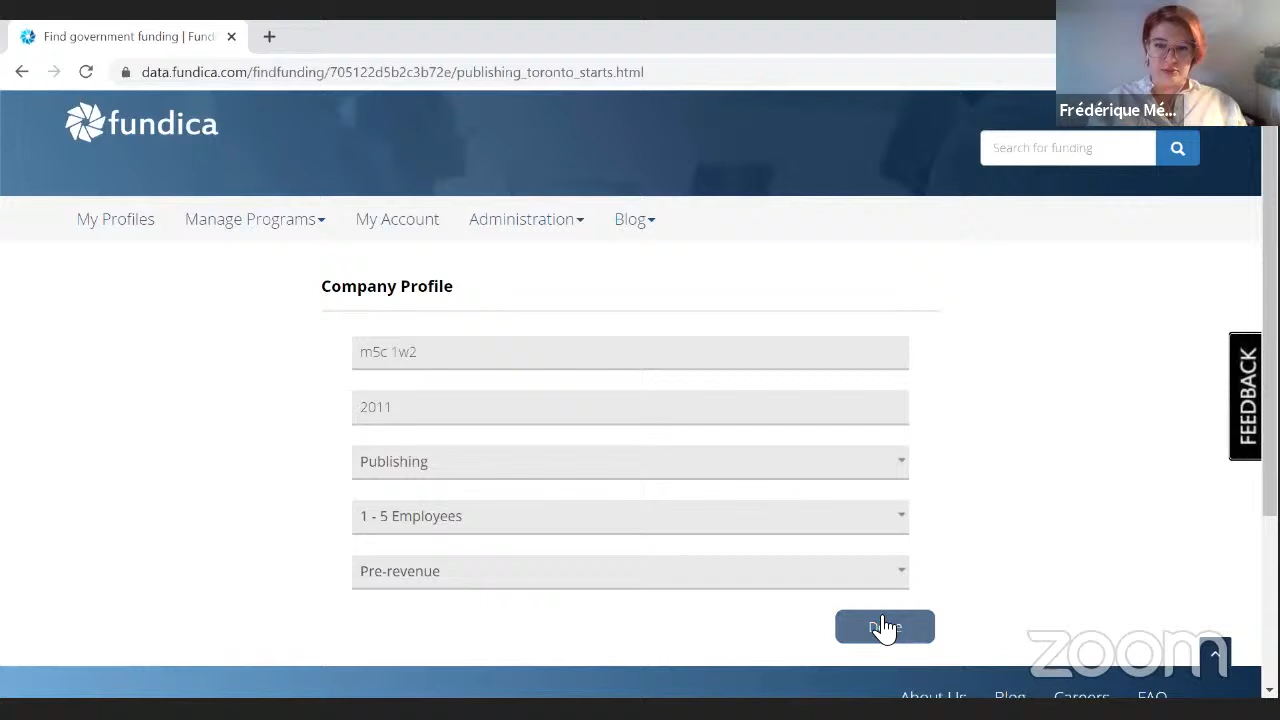 Find government funding | Fund
data.fundica.com/findfunding/705122d5b2c3b72e/publishing_toronto_starts.html
Frédérique Mé...
fundica
Search for funding
My Profiles Manage Programs My Account Administration Blog
Company Profile
m5c 1w2
2011
Publishing
1 - 5 Employees
Pre-revenue
FEEDBACK
zoom
About Us Blog Careers FAQ